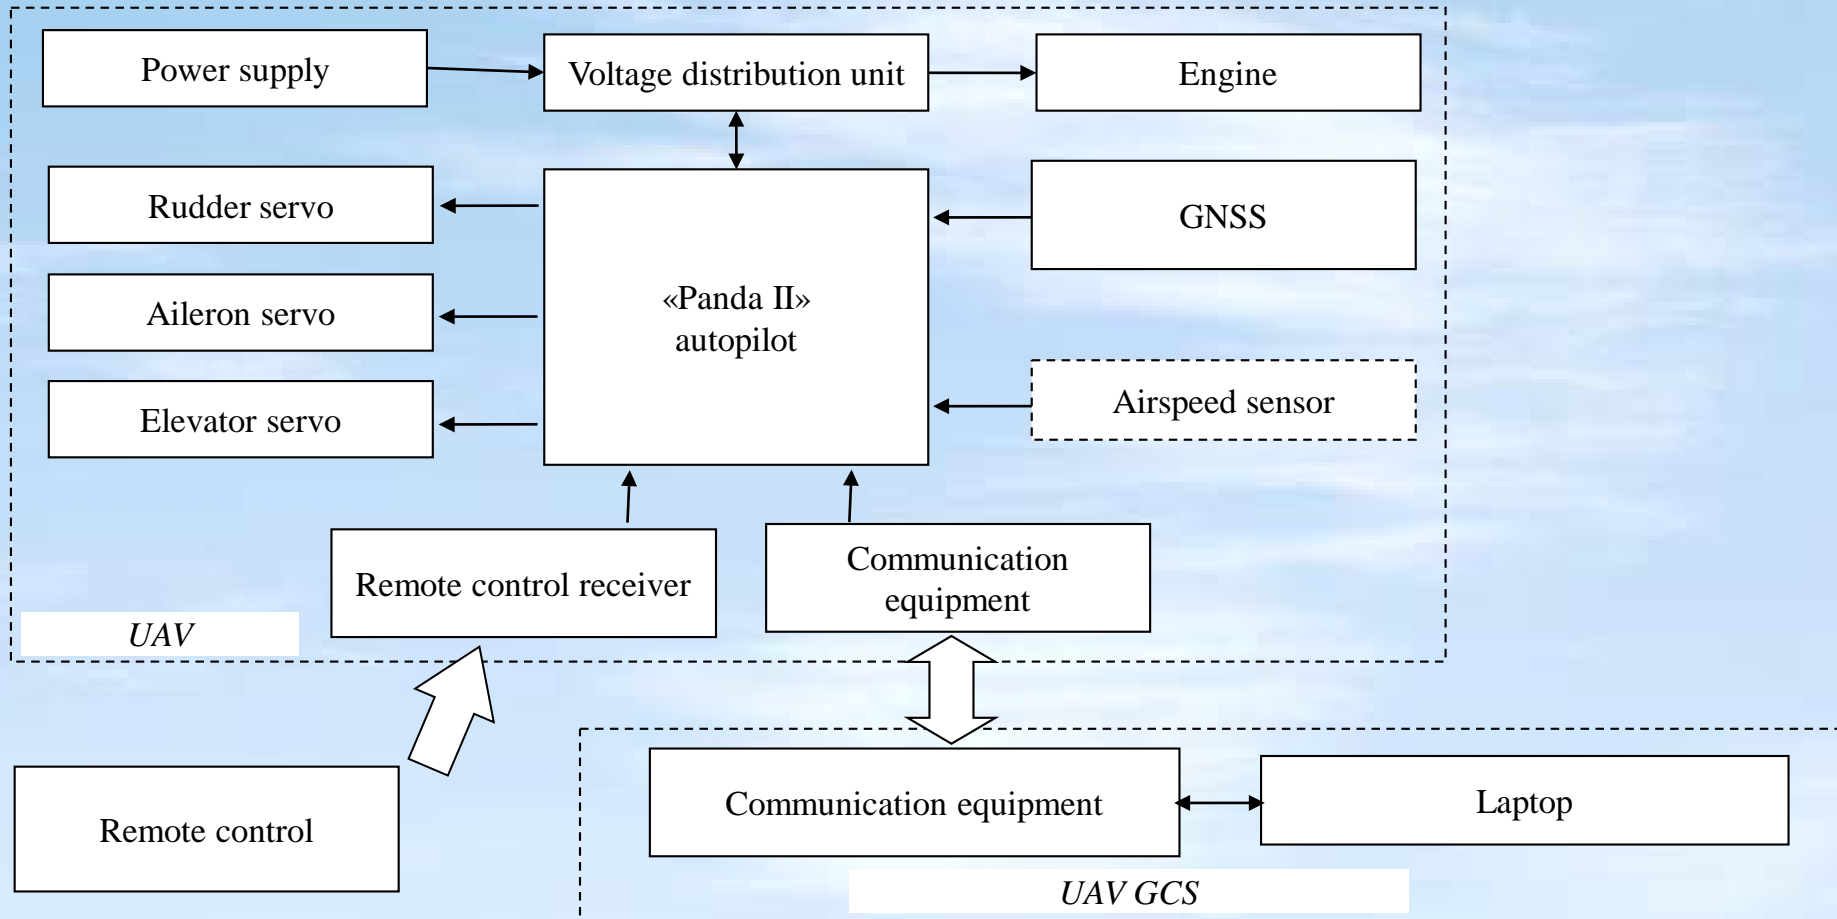 Power supply
Voltage distribution unit
Engine
Rudder servo
GNSS
Aileron servo
«Panda II»
autopilot
Elevator servo
Airspeed sensor
Remote control receiver
Communication
equipment
UAV
Remote control
Communication equipment
Laptop
UAV GCS